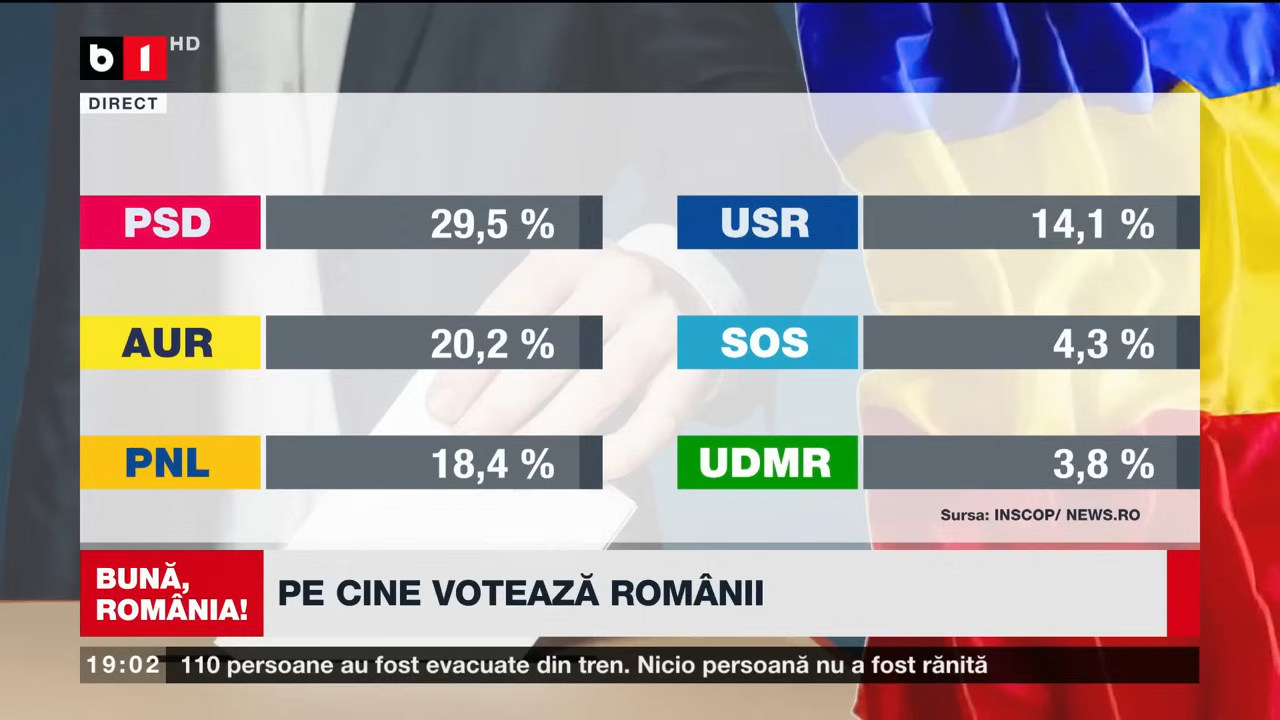 b1 HD
DIRECT
PSD 29,5 %
USR 14,1 %
AUR 20,2 %
SOS 4,3 %
PNL 18,4 %
UDMR 3,8 %
Sursa: INSCOP/ NEWS.RO
BUNĂ,
ROMÂNIA!
PE CINE VOTEAZĂ ROMÂNII
19:02 110 persoane au fost evacuate din tren. Nicio persoană nu a fost rănită